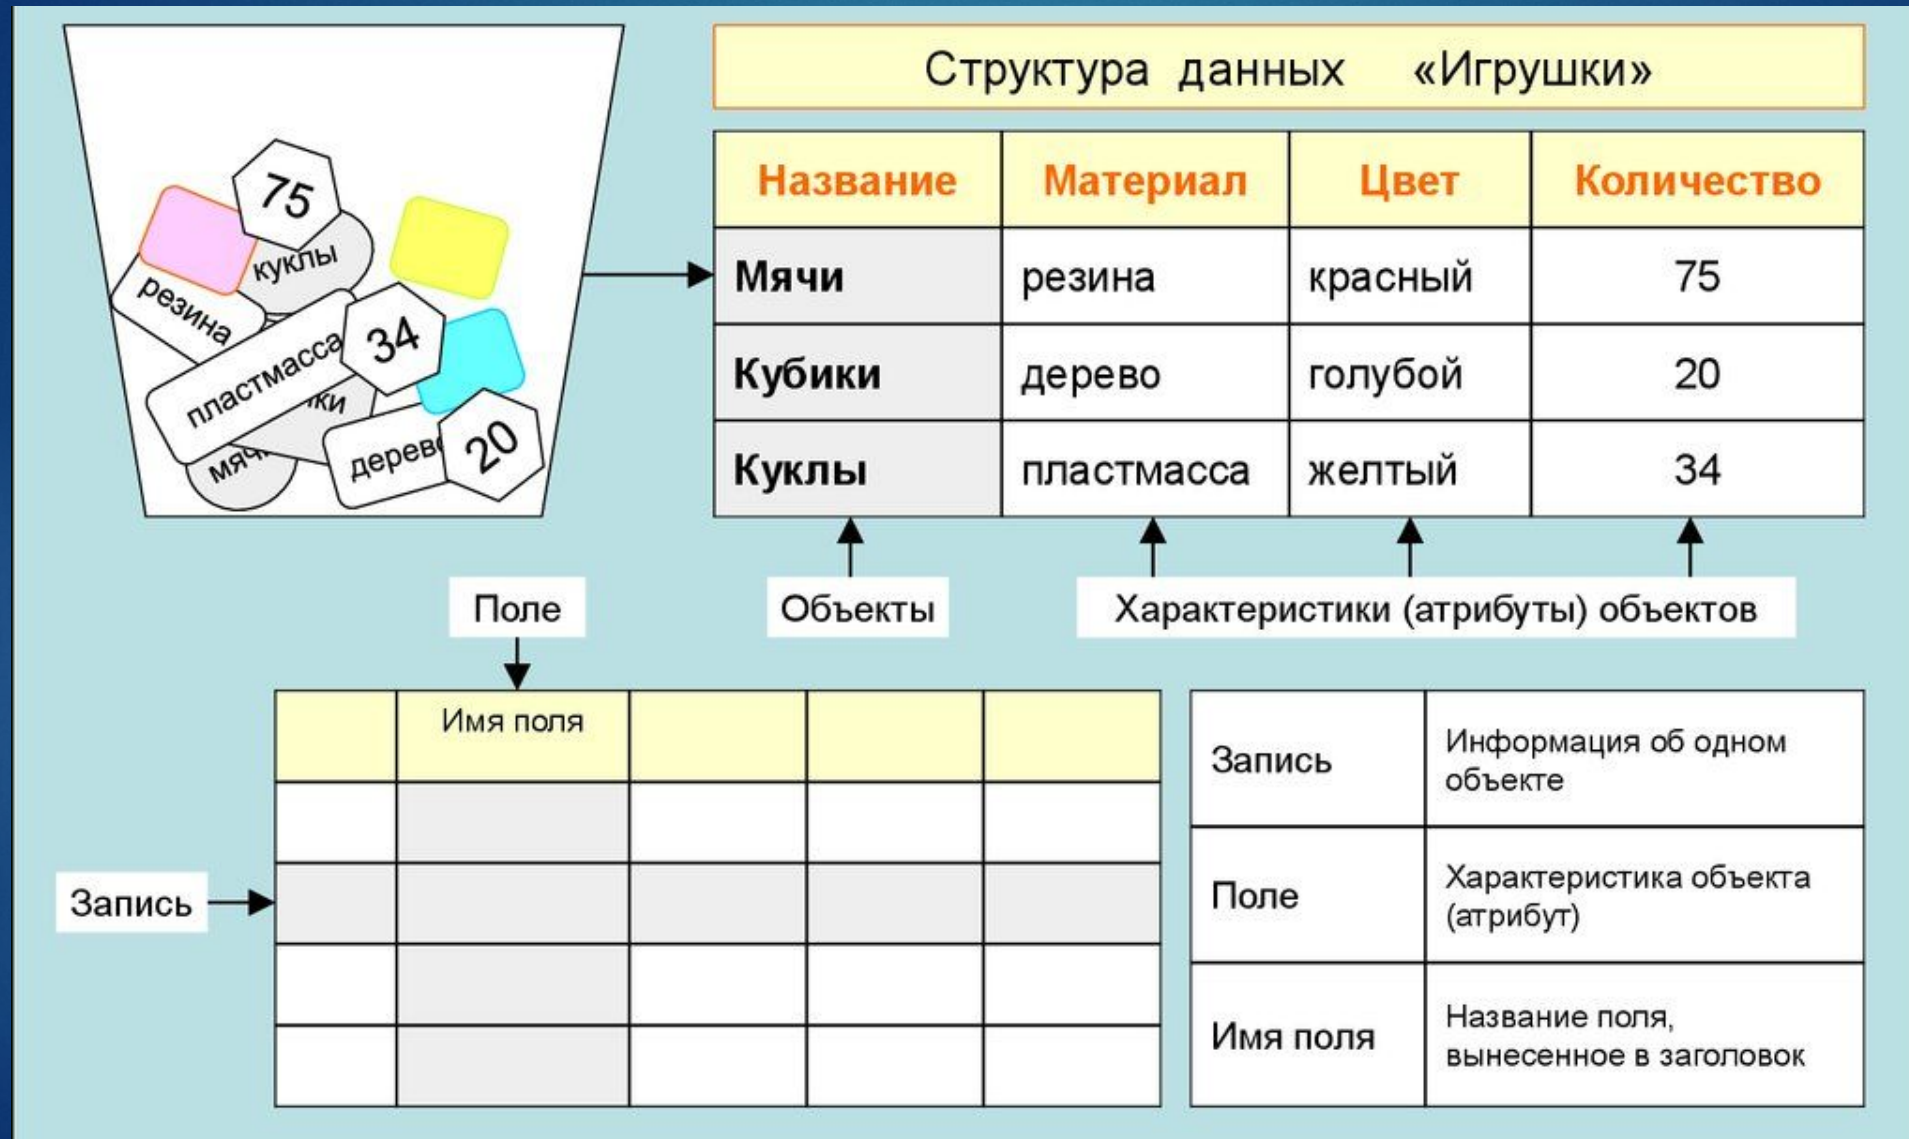 Структура данных «Игрушки»
75
куклы
резина
пластмасса
34
дерево
20
Название Материал Цвет Количество
Мячи резина красный 75
Кубики дерево голубой 20
Куклы пластмасса желтый 34
Поле
Объекты
Характеристики (атрибуты) объектов
Имя поля
Запись
Запись
Информация об одном
объекте
Поле
Характеристика объекта
(атрибут)
Имя поля
Название поля,
вынесенное в заголовок